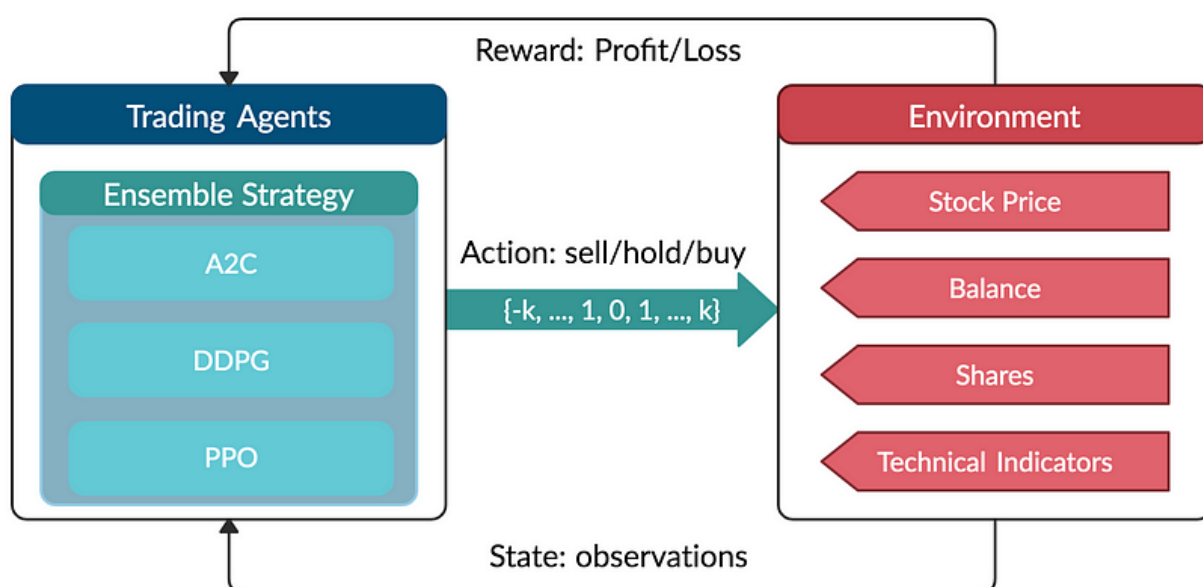 Reward: Profit/Loss
Trading Agents
Ensemble Strategy
A2C
DDPG
PPO
Action: sell/hold/buy
{-k, ..., 1, 0, 1, ..., k}
Environment
Stock Price
Balance
Shares
Technical Indicators
State: observations